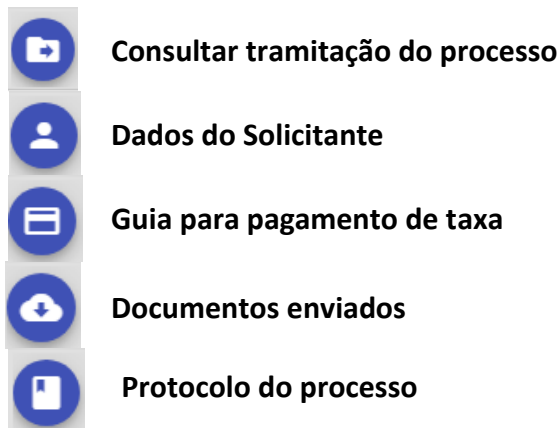 Consultar tramitação do processo
Dados do Solicitante
Guia para pagamento de taxa
Documentos enviados
Protocolo do processo